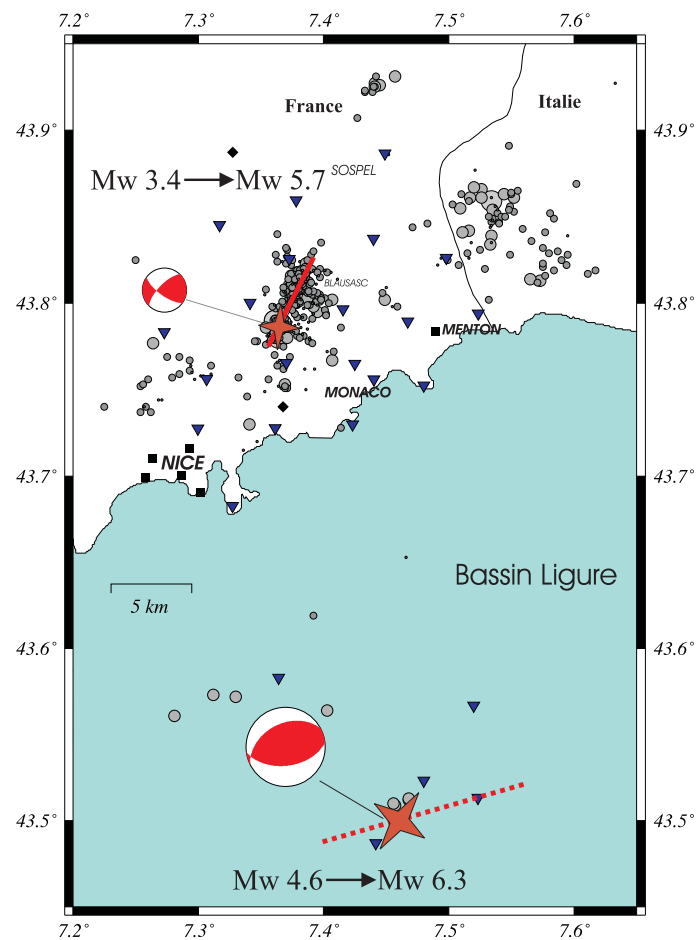 7.2˚ 7.3˚ 7.4˚ 7.5˚ 7.6˚
France
Italie
43.9˚ 43.9˚
SOSPEL
Mw 3.4 Mw 5.7
BLAUSASC
43.8˚ 43.8˚
MENTON
MONACO
NICE
43.7˚ 43.7˚
Bassin Ligure
5 km
43.6˚ 43.6˚
43.5˚ 43.5˚
Mw 4.6 Mw 6.3
7.2˚ 7.3˚ 7.4˚ 7.5˚ 7.6˚